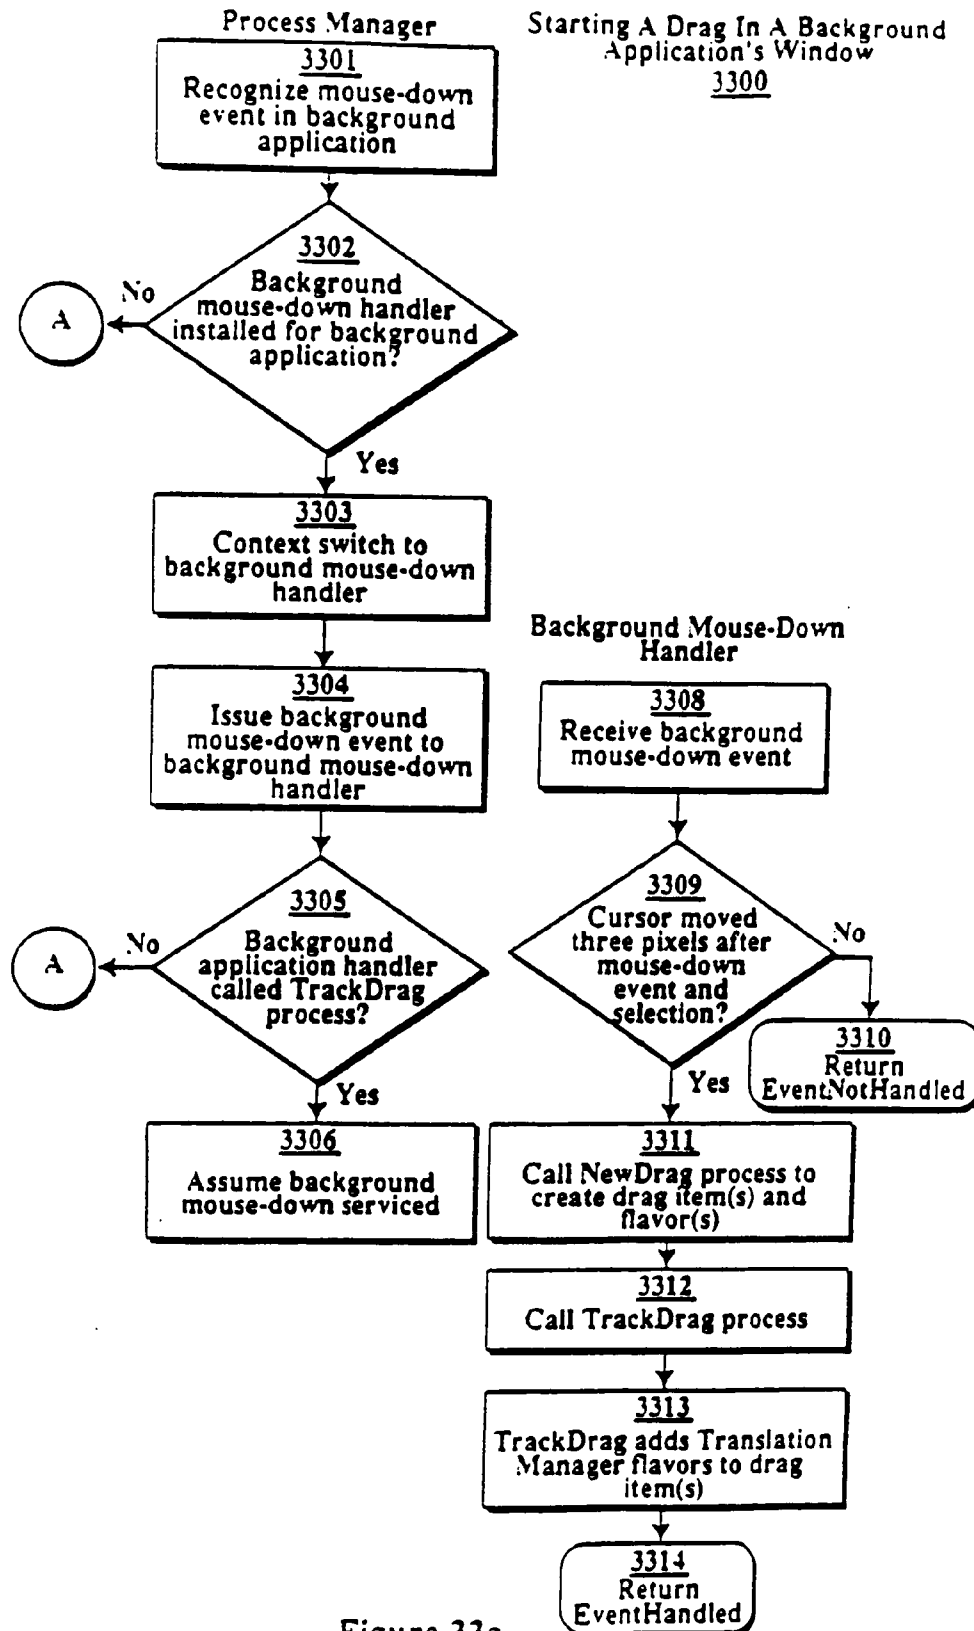 Process Manager
Starting A Drag In A Background
Application's Window
3300
3301
Recognize mouse-down
event in background
application
3302
Background
mouse-down handler
installed for background
application?
No
A
Yes
3303
Context switch to
background mouse-down
handler
3304
Issue background
mouse-down event to
background mouse-down
handler
3305
Background
application handler
called TrackDrag
process?
No
A
Yes
3306
Assume background
mouse-down serviced
Background Mouse-Down
Handler
3308
Receive background
mouse-down event
3309
Cursor moved
three pixels after
mouse-down
event and
selection?
No
3310
Return
EventNotHandled
Yes
3311
Call NewDrag process to
create drag item(s) and
flavor(s)
3312
Call TrackDrag process
3313
TrackDrag adds Translation
Manager flavors to drag
item(s)
3314
Return
EventHandled
Figure 33a